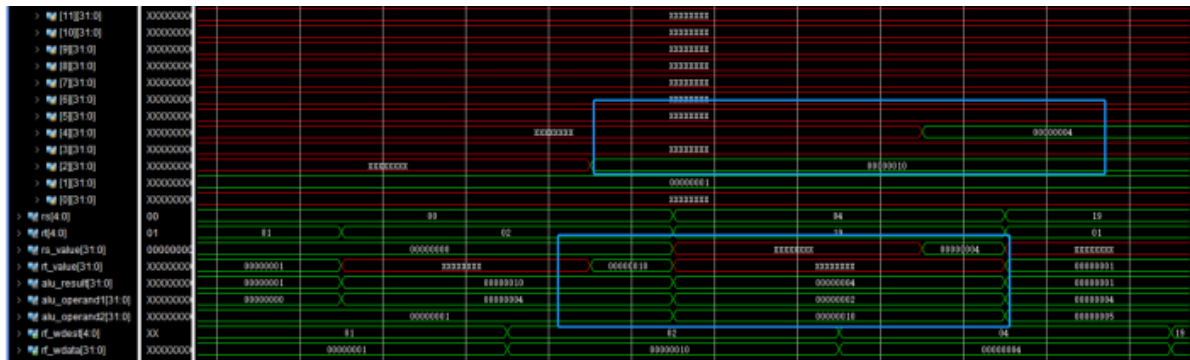 [11][31:0] XXXXXXXX XXXXXXXX
[10][31:0] XXXXXXXX XXXXXXXX
[9][31:0] XXXXXXXX XXXXXXXX
[8][31:0] XXXXXXXX XXXXXXXX
[7][31:0] XXXXXXXX XXXXXXXX
[6][31:0] XXXXXXXX XXXXXXXX
[5][31:0] XXXXXXXX XXXXXXXX
[4][31:0] XXXXXXXX XXXXXXXX 00000004
[3][31:0] XXXXXXXX XXXXXXXX
[2][31:0] XXXXXXXX XXXXXXXX 00000010
[1][31:0] XXXXXXXX 00000001
[0][31:0] XXXXXXXX XXXXXXXX
rs[4:0] 00 00 04 19
rt[4:0] 01 01 02 01
rs_value[31:0] 00000000 00000000 XXXXXXXX 00000004 XXXXXXXX
rt_value[31:0] XXXXXXXX 00000001 XXXXXXXX 00000010 XXXXXXXX 00000001
alu_result[31:0] XXXXXXXX 00000001 00000010 00000004 00000001
alu_operand1[31:0] XXXXXXXX 00000000 00000004 00000002 00000004
alu_operand2[31:0] XXXXXXXX 00000001 00000010 00000005
rf_wdest[4:0] XX 01 02 04 19
rf_wdata[31:0] XXXXXXXX 00000001 00000010 00000004